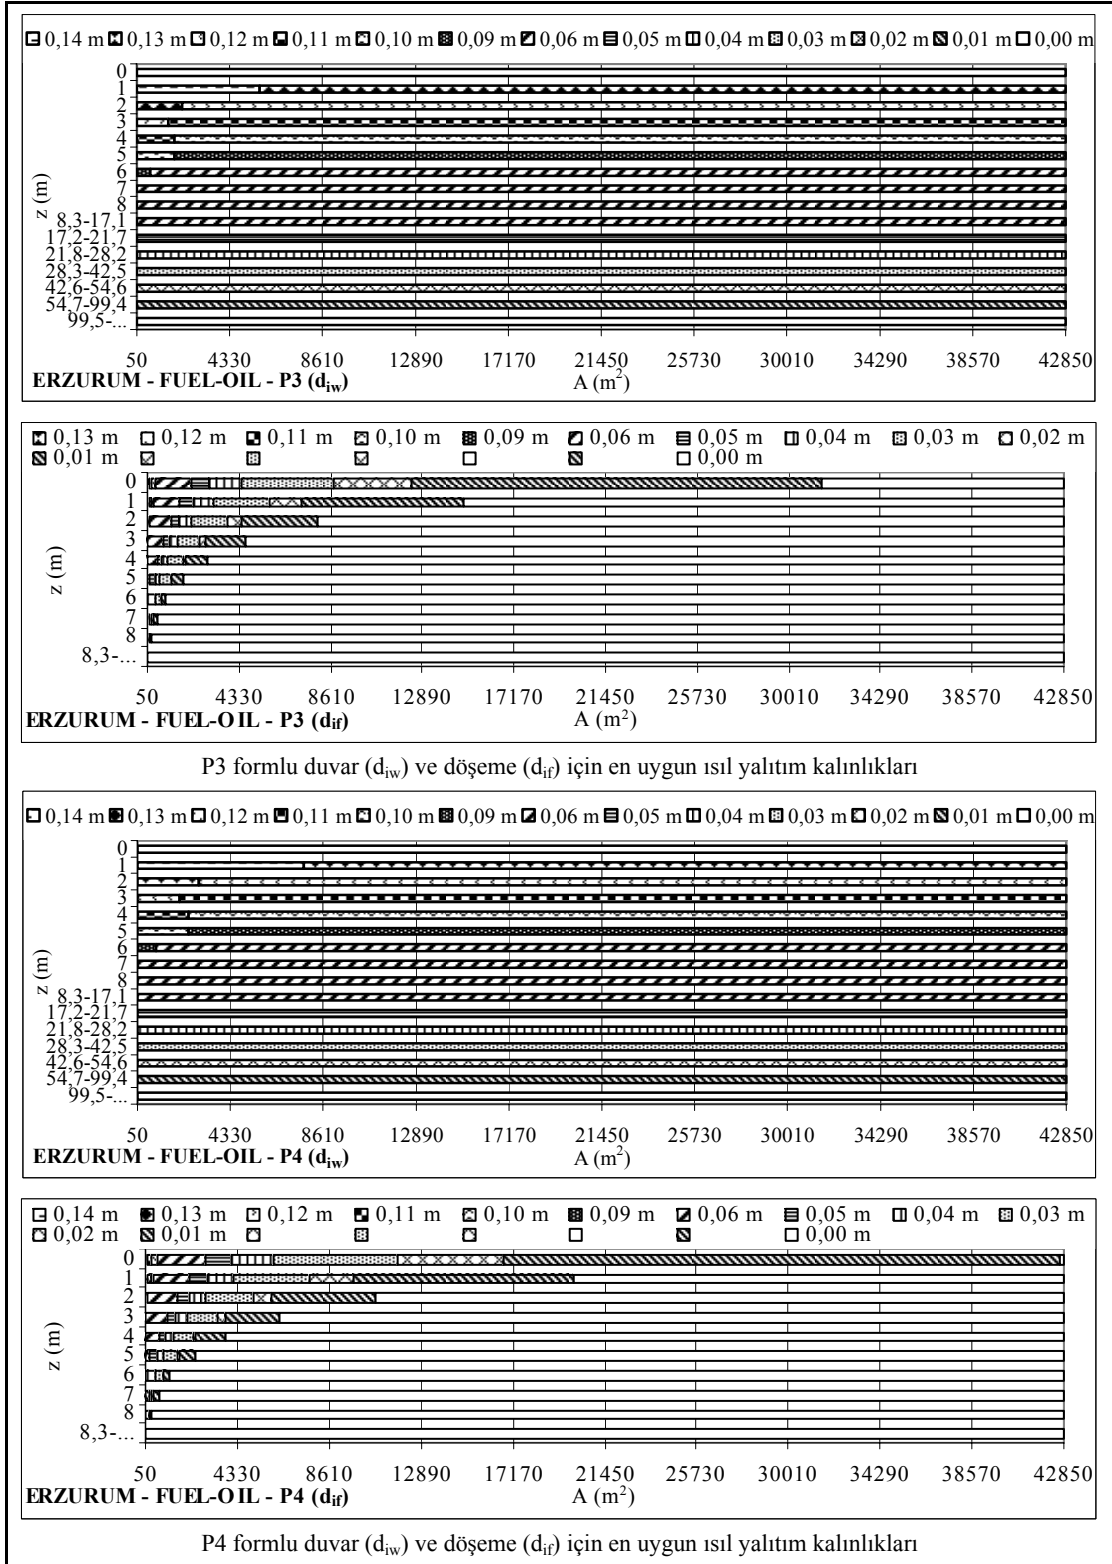 0,14 m 0,13 m 0,12 m 0,11 m 0,10 m 0,09 m 0,06 m 0,05 m 0,04 m 0,03 m 0,02 m 0,01 m 0,00 m
z (m)
0
1
2
3
4
5
6
7
8
8,3-17,1
17,2-21,7
21,8-28,2
28,3-42,5
42,6-54,6
54,7-99,4
99,5-...
50 4330 8610 12890 17170 21450 25730 30010 34290 38570 42850
ERZURUM - FUEL-OIL - P3 (diw) A (m²)
0,13 m 0,12 m 0,11 m 0,10 m 0,09 m 0,06 m 0,05 m 0,04 m 0,03 m 0,02 m
0,01 m 0,00 m
z (m)
0
1
2
3
4
5
6
7
8
8,3-...
50 4330 8610 12890 17170 21450 25730 30010 34290 38570 42850
ERZURUM - FUEL-OIL - P3 (dif) A (m²)
P3 formlu duvar (diw) ve döşeme (dif) için en uygun ısıl yalıtım kalınlıkları
0,14 m 0,13 m 0,12 m 0,11 m 0,10 m 0,09 m 0,06 m 0,05 m 0,04 m 0,03 m 0,02 m 0,01 m 0,00 m
z (m)
0
1
2
3
4
5
6
7
8
8,3-17,1
17,2-21,7
21,8-28,2
28,3-42,5
42,6-54,6
54,7-99,4
99,5-...
50 4330 8610 12890 17170 21450 25730 30010 34290 38570 42850
ERZURUM - FUEL-OIL - P4 (diw) A (m²)
0,14 m 0,13 m 0,12 m 0,11 m 0,10 m 0,09 m 0,06 m 0,05 m 0,04 m 0,03 m
0,02 m 0,01 m 0,00 m
z (m)
0
1
2
3
4
5
6
7
8
8,3-...
50 4330 8610 12890 17170 21450 25730 30010 34290 38570 42850
ERZURUM - FUEL-OIL - P4 (dif) A (m²)
P4 formlu duvar (diw) ve döşeme (dif) için en uygun ısıl yalıtım kalınlıkları